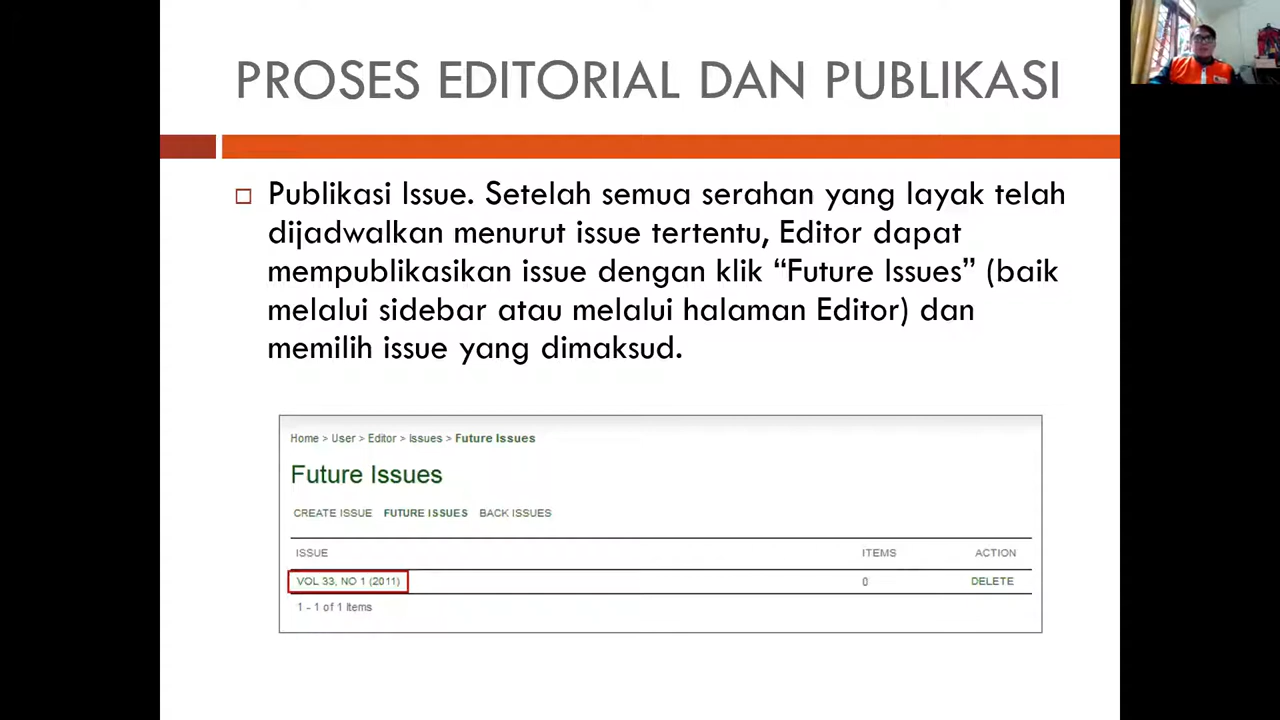 PROSES EDITORIAL DAN PUBLIKASI
Publikasi Issue. Setelah semua serahan yang layak telah
dijadwalkan menurut issue tertentu, Editor dapat
mempublikasikan issue dengan klik “Future Issues” (baik
melalui sidebar atau melalui halaman Editor) dan
memilih issue yang dimaksud.
Home > User > Editor > Issues > Future Issues
Future Issues
CREATE ISSUE FUTURE ISSUES BACK ISSUES
ISSUE ITEMS ACTION
VOL 33, NO 1 (2011) 0 DELETE
1 - 1 of 1 Items